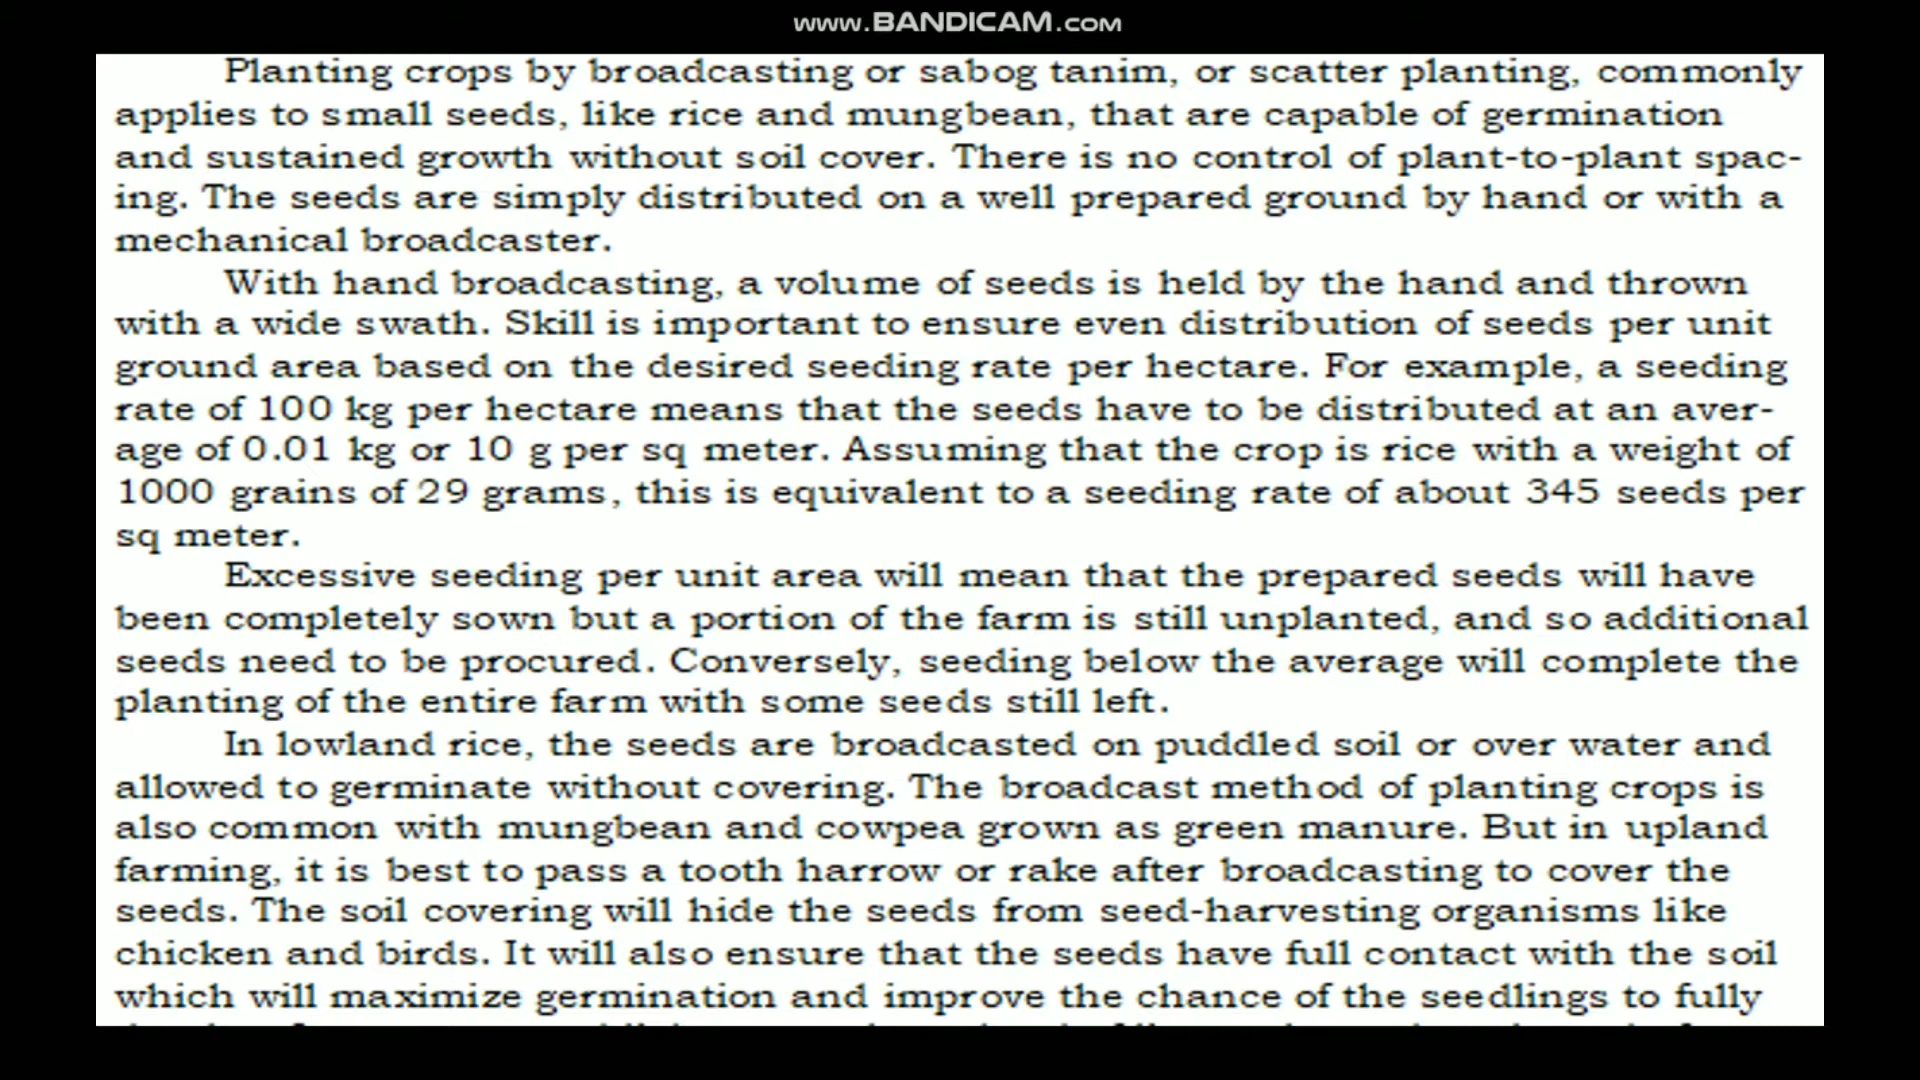 www.BANDICAM.com
Planting crops by broadcasting or sabog tanim, or scatter planting, commonly
applies to small seeds, like rice and mungbean, that are capable of germination
and sustained growth without soil cover. There is no control of plant-to-plant spac-
ing. The seeds are simply distributed on a well prepared ground by hand or with a
mechanical broadcaster.
With hand broadcasting, a volume of seeds is held by the hand and thrown
with a wide swath. Skill is important to ensure even distribution of seeds per unit
ground area based on the desired seeding rate per hectare. For example, a seeding
rate of 100 kg per hectare means that the seeds have to be distributed at an aver-
age of 0.01 kg or 10 g per sq meter. Assuming that the crop is rice with a weight of
1000 grains of 29 grams, this is equivalent to a seeding rate of about 345 seeds per
sq meter.
Excessive seeding per unit area will mean that the prepared seeds will have
been completely sown but a portion of the farm is still unplanted, and so additional
seeds need to be procured. Conversely, seeding below the average will complete the
planting of the entire farm with some seeds still left.
In lowland rice, the seeds are broadcasted on puddled soil or over water and
allowed to germinate without covering. The broadcast method of planting crops is
also common with mungbean and cowpea grown as green manure. But in upland
farming, it is best to pass a tooth harrow or rake after broadcasting to cover the
seeds. The soil covering will hide the seeds from seed-harvesting organisms like
chicken and birds. It will also ensure that the seeds have full contact with the soil
which will maximize germination and improve the chance of the seedlings to fully